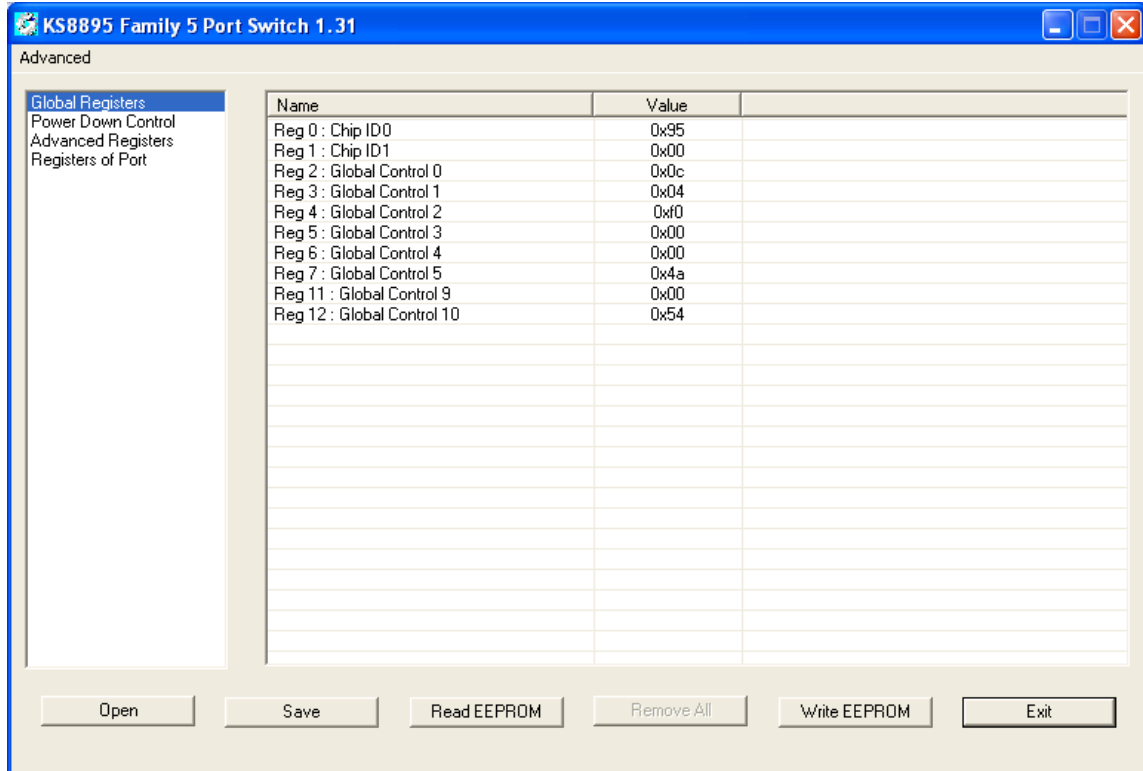 KS8895 Family 5 Port Switch 1.31
Advanced
Global Registers
Power Down Control
Advanced Registers
Registers of Port
Name Value
Reg 0 : Chip ID0 0x95
Reg 1 : Chip ID1 0x00
Reg 2 : Global Control 0 0x0c
Reg 3 : Global Control 1 0x04
Reg 4 : Global Control 2 0xf0
Reg 5 : Global Control 3 0x00
Reg 6 : Global Control 4 0x00
Reg 7 : Global Control 5 0x4a
Reg 11 : Global Control 9 0x00
Reg 12 : Global Control 10 0x54
Open Save Read EEPROM Remove All Write EEPROM Exit